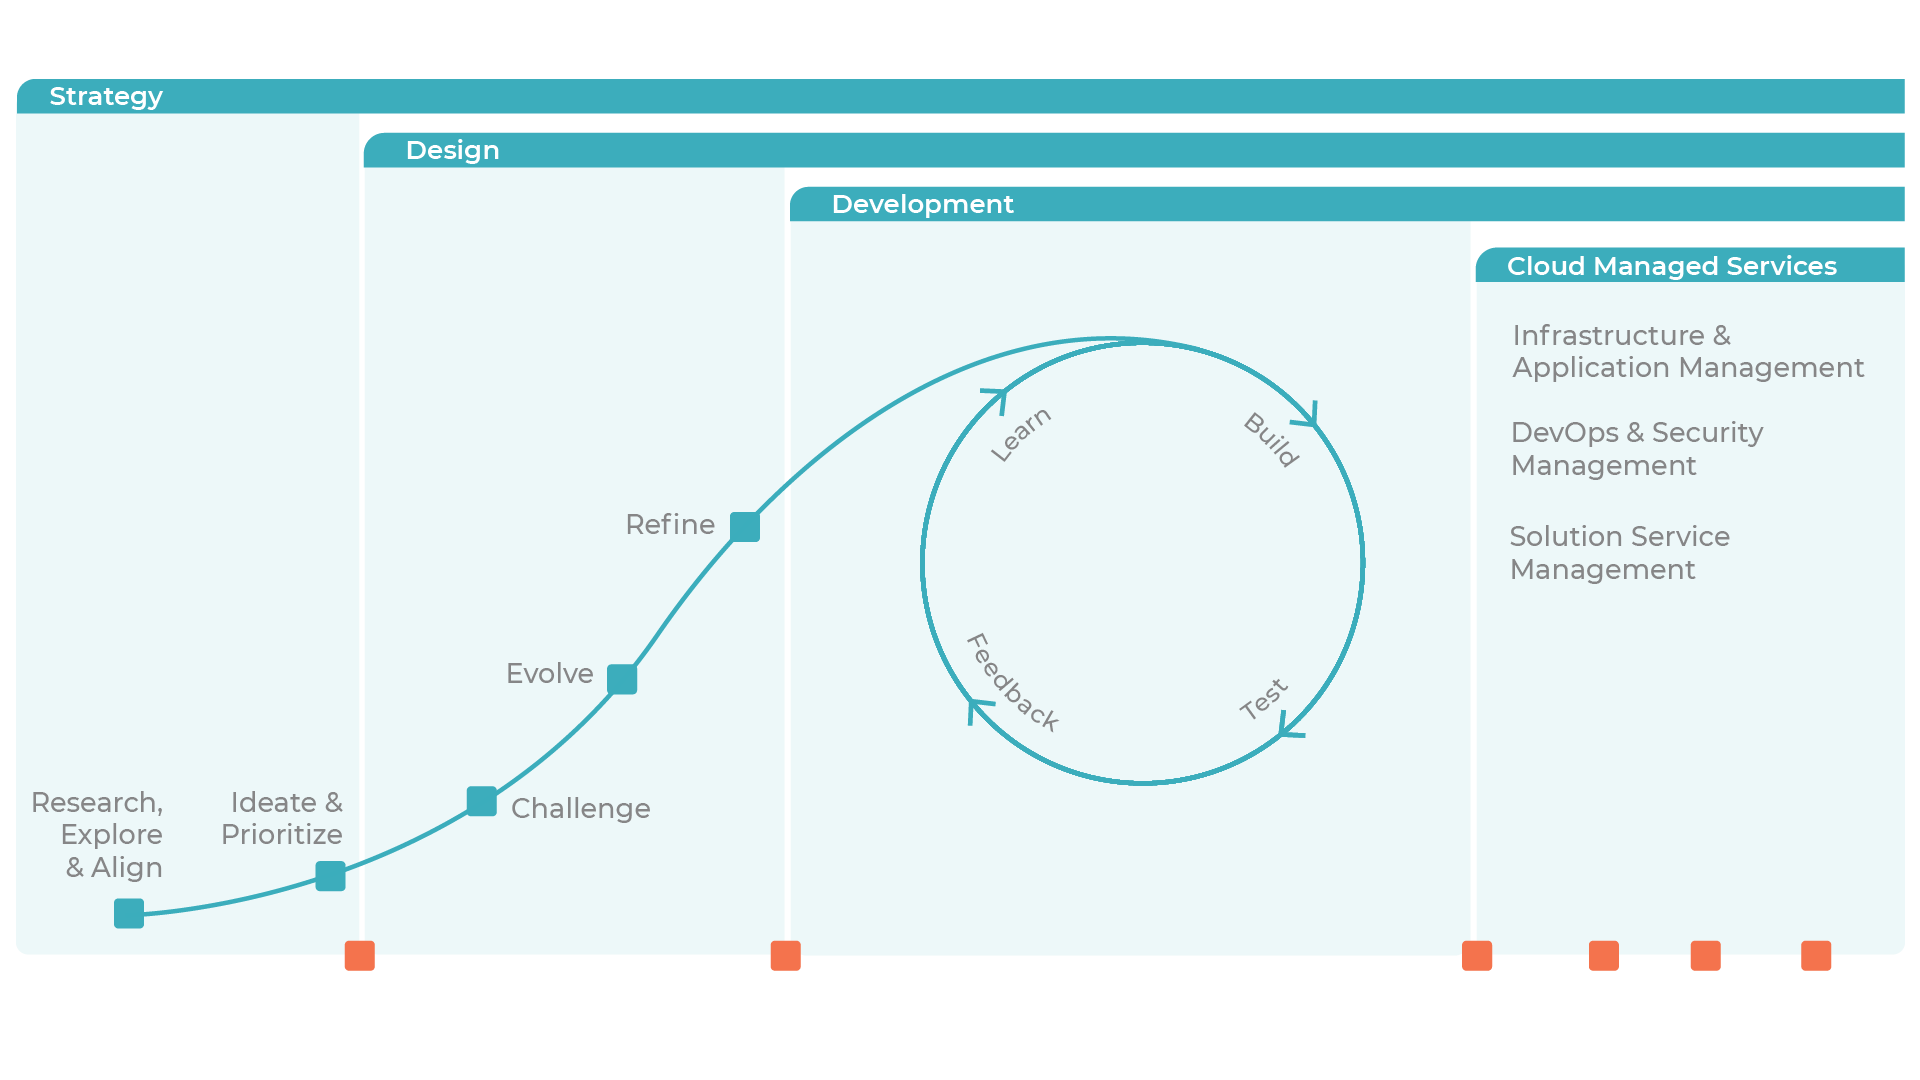 Strategy
Design
Development
Cloud Managed Services
Research,
Explore
& Align
Ideate &
Prioritize
Challenge
Evolve
Refine
Learn
Build
Test
Feedback
Infrastructure &
Application Management
DevOps & Security
Management
Solution Service
Management